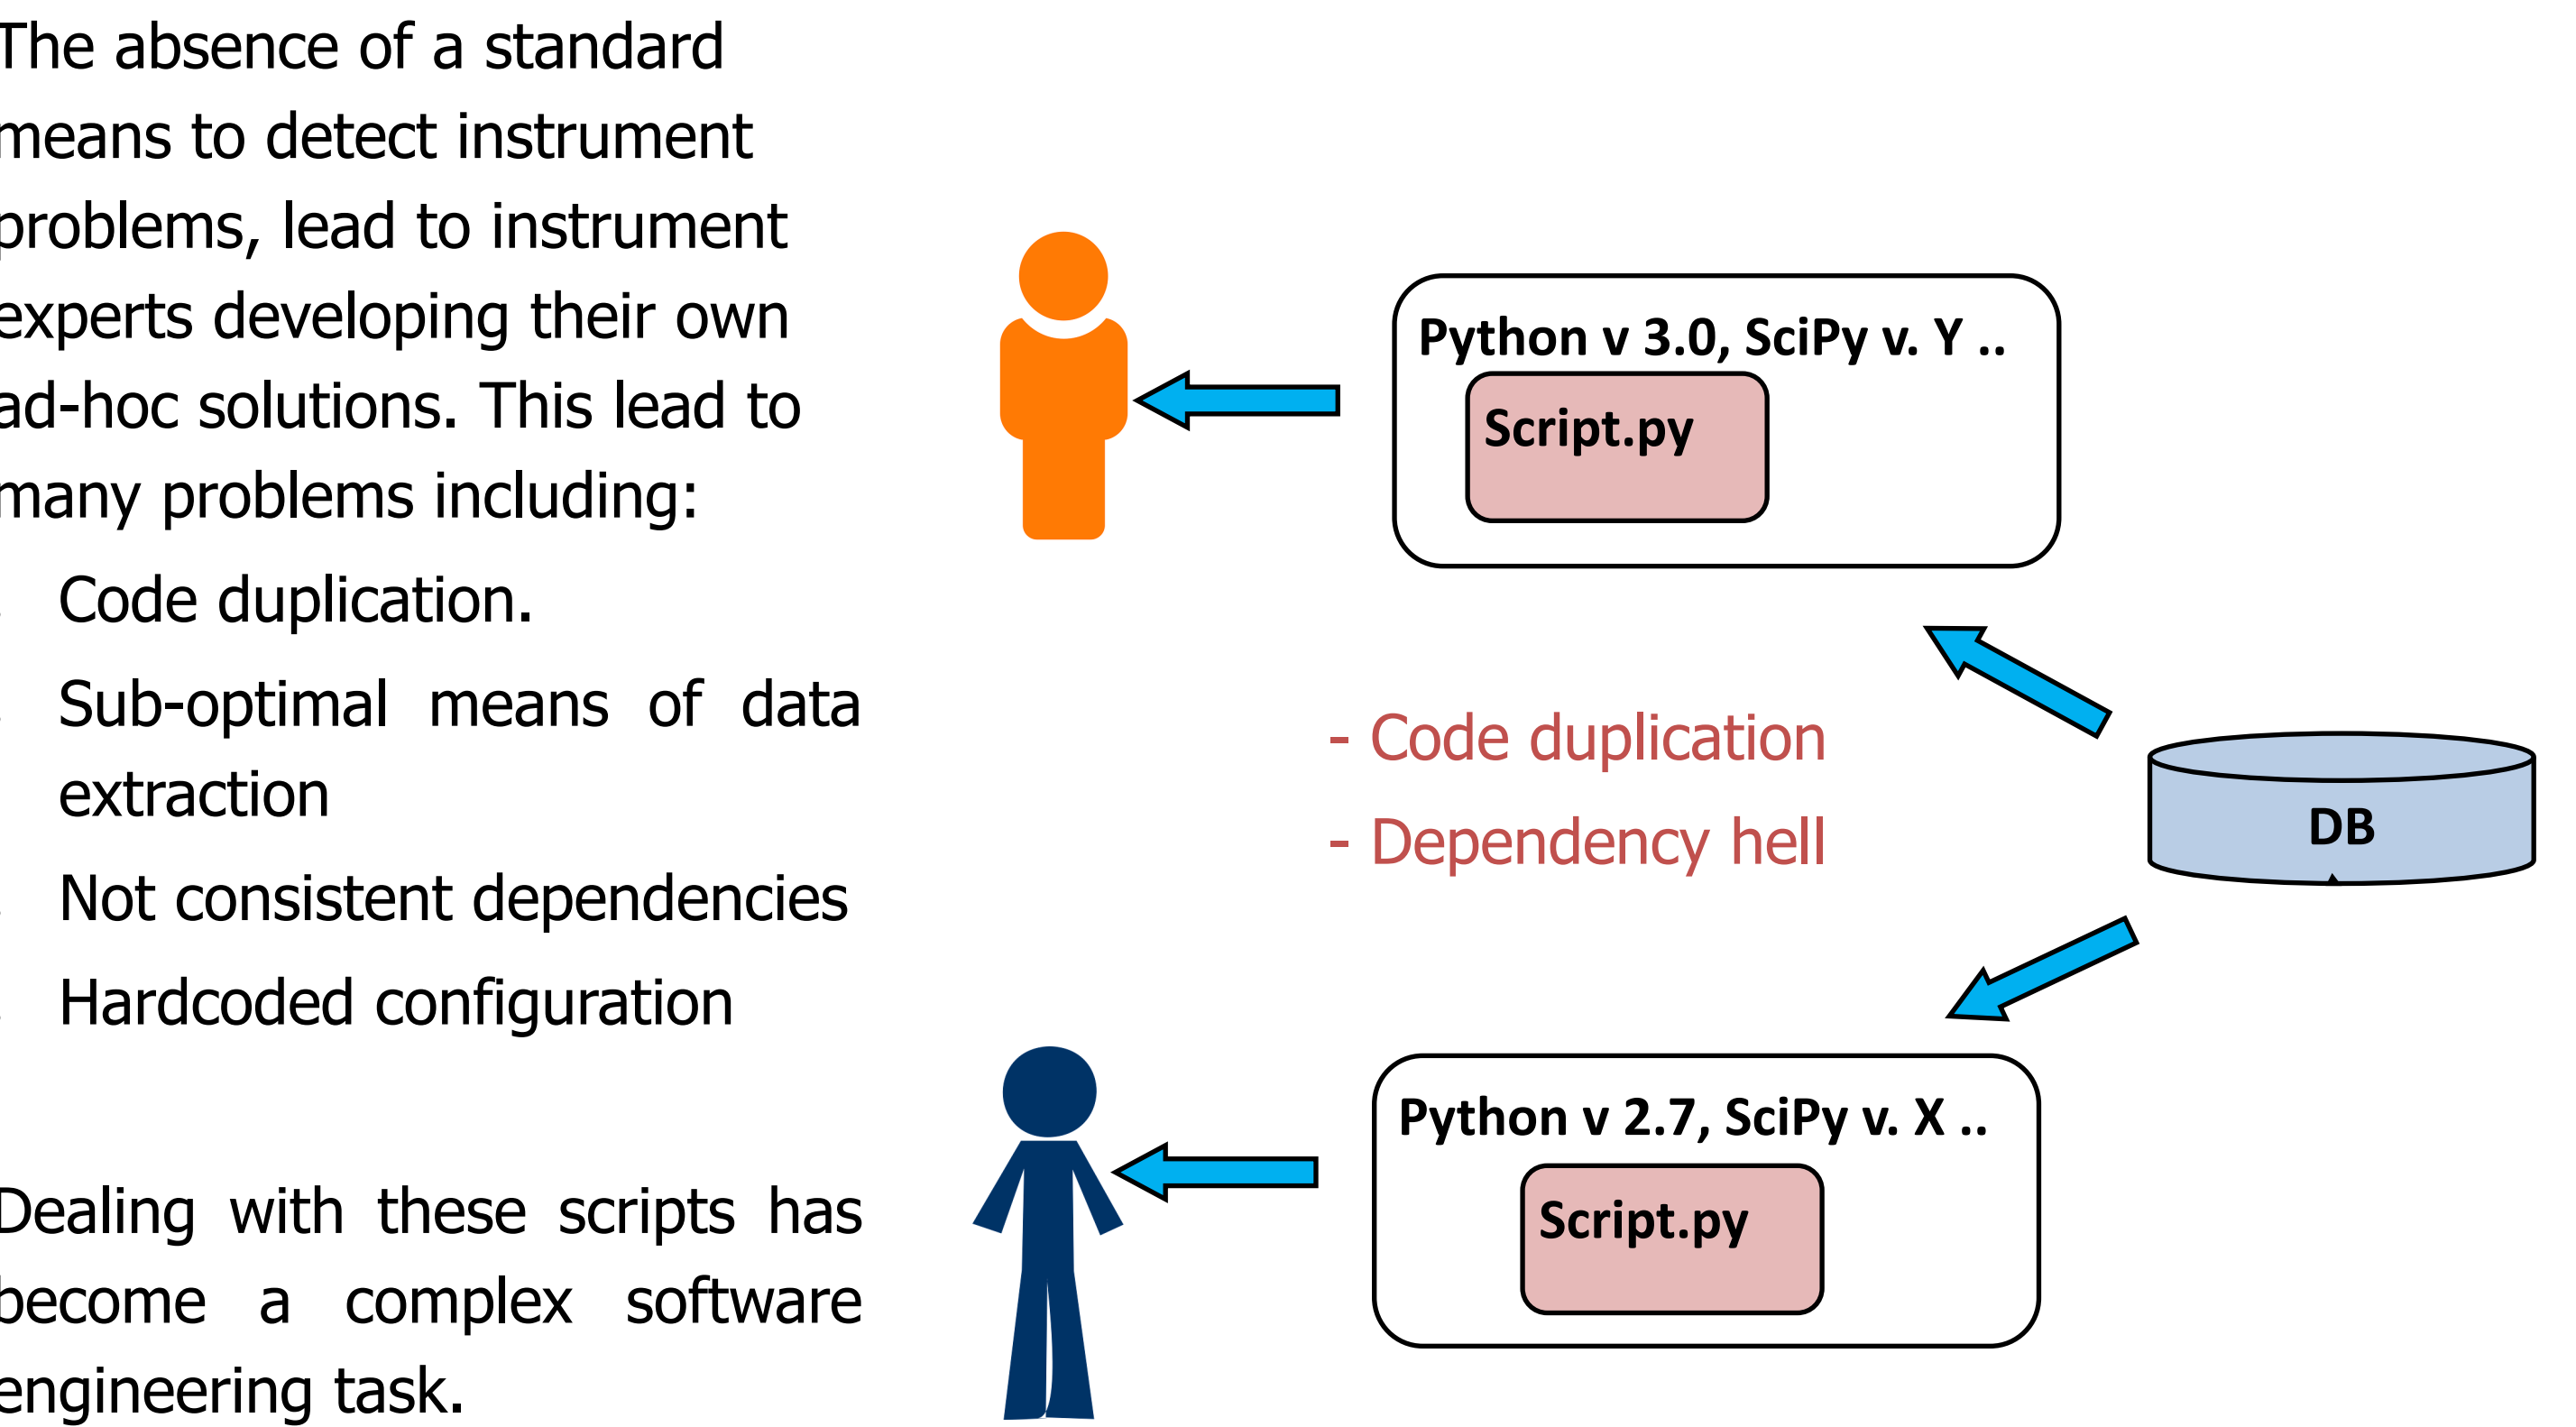 The absence of a standard
means to detect instrument
problems, lead to instrument
experts developing their own
ad-hoc solutions. This lead to
many problems including:
Code duplication.
Sub-optimal means of data
extraction
Not consistent dependencies
Hardcoded configuration
Dealing with these scripts has
become a complex software
engineering task.
Python v 3.0, SciPy v. Y ..
Script.py
- Code duplication
- Dependency hell
DB
Python v 2.7, SciPy v. X ..
Script.py